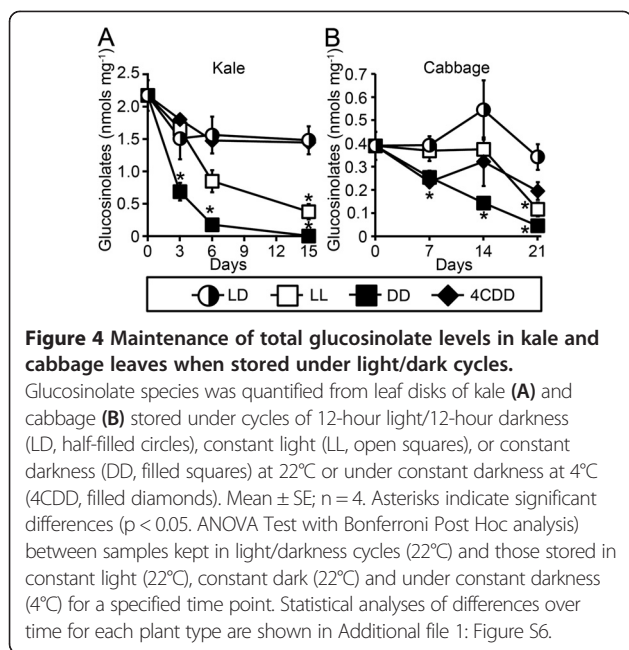 A
B
Kale
Cabbage
Glucosinolates (nmols mg⁻¹)
2.5
2.0
1.5
1.0
0.5
0
*
*
*
*
0 3 6 9 12 15
Days
Glucosinolates (nmols mg⁻¹)
0.7
0.6
0.5
0.4
0.3
0.2
0.1
0
*
*
*
*
0 7 14 21
Days
LD LL DD 4CDD
Figure 4 Maintenance of total glucosinolate levels in kale and
cabbage leaves when stored under light/dark cycles.
Glucosinolate species was quantified from leaf disks of kale (A) and
cabbage (B) stored under cycles of 12-hour light/12-hour darkness
(LD, half-filled circles), constant light (LL, open squares), or constant
darkness (DD, filled squares) at 22°C or under constant darkness at 4°C
(4CDD, filled diamonds). Mean ± SE; n = 4. Asterisks indicate significant
differences (p < 0.05. ANOVA Test with Bonferroni Post Hoc analysis)
between samples kept in light/darkness cycles (22°C) and those stored in
constant light (22°C), constant dark (22°C) and under constant darkness
(4°C) for a specified time point. Statistical analyses of differences over
time for each plant type are shown in Additional file 1: Figure S6.